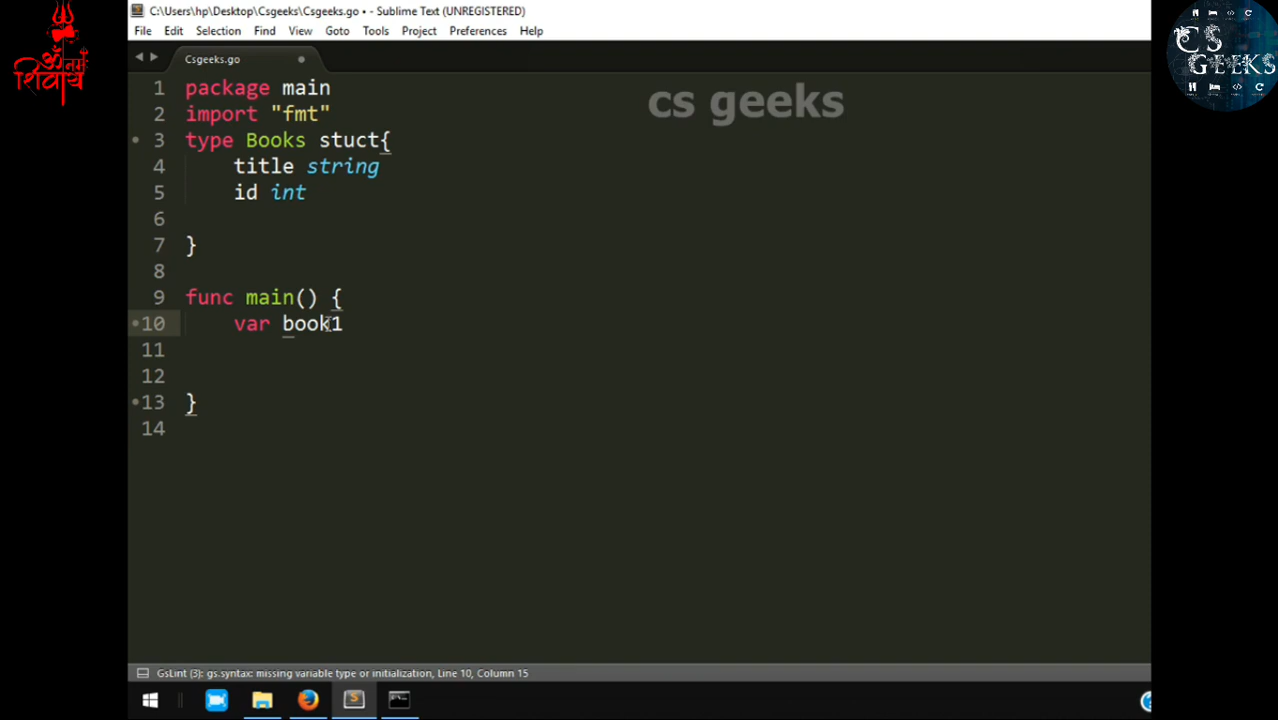 C:\Users\hp\Desktop\Csgeeks\Csgeeks.go • - Sublime Text (UNREGISTERED)
File Edit Selection Find View Goto Tools Project Preferences Help
Csgeeks.go
1 package main
2 import "fmt"
3 type Books stuct{
4 title string
5 id int
6
7 }
8
9 func main() {
10 var book1
11
12
13 }
14
cs geeks
GsLint (3): gs.syntax: missing variable type or initialization, Line 10, Column 15
ॐ नमः
शिवाय
CS
GEEKS